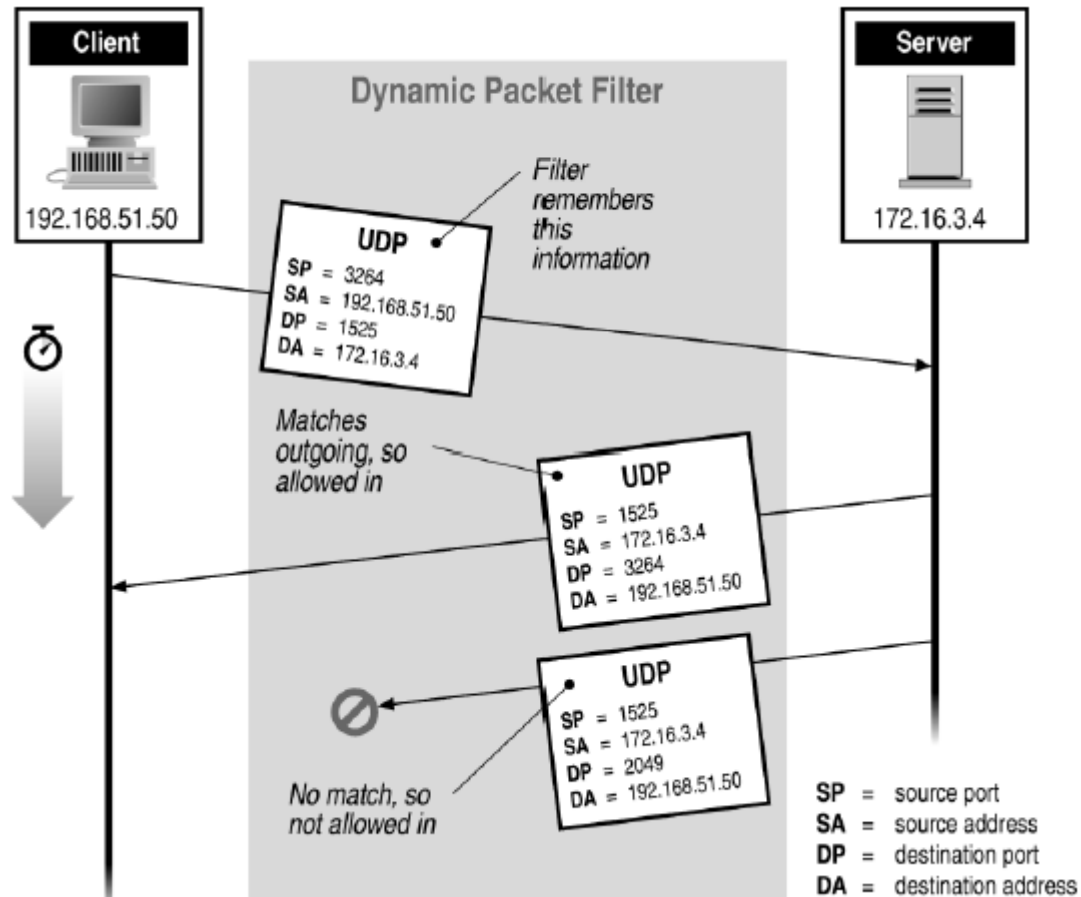 Client
192.168.51.50
Server
172.16.3.4
Dynamic Packet Filter
Filter
remembers
this
information
UDP
SP = 3264
SA = 192.168.51.50
DP = 1525
DA = 172.16.3.4
Matches
outgoing, so
allowed in
UDP
SP = 1525
SA = 172.16.3.4
DP = 3264
DA = 192.168.51.50
UDP
SP = 1525
SA = 172.16.3.4
DP = 2049
DA = 192.168.51.50
No match, so
not allowed in
SP = source port
SA = source address
DP = destination port
DA = destination address